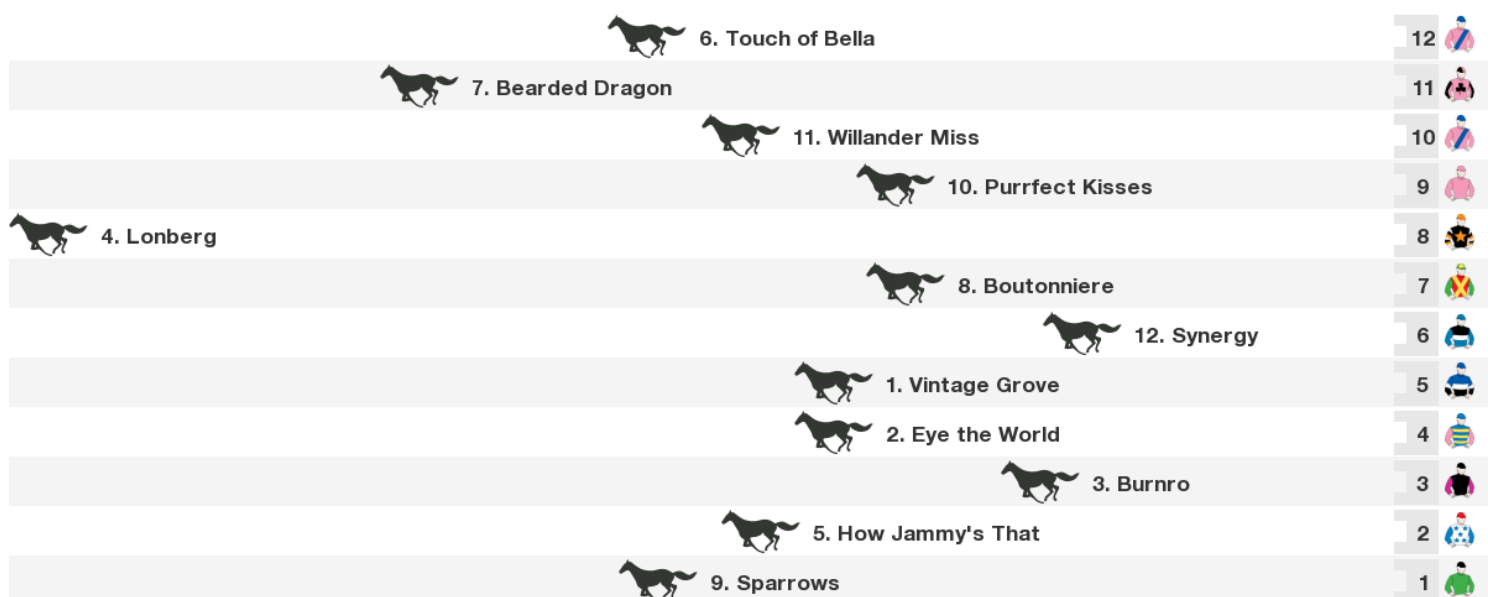 6. Touch of Bella 12
7. Bearded Dragon 11
11. Willander Miss 10
10. Purrfect Kisses 9
4. Lonberg 8
8. Boutonniere 7
12. Synergy 6
1. Vintage Grove 5
2. Eye the World 4
3. Burnro 3
5. How Jammy's That 2
9. Sparrows 1